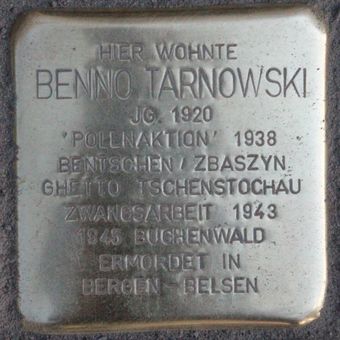 HIER WOHNTE
BENNO TARNOWSKI
JG. 1920
'POLENAKTION' 1938
BENTSCHEN / ZBASZYN
GHETTO TSCHENSTOCHAU
ZWANGSARBEIT 1943
1945 BUCHENWALD
ERMORDET IN
BERGEN-BELSEN